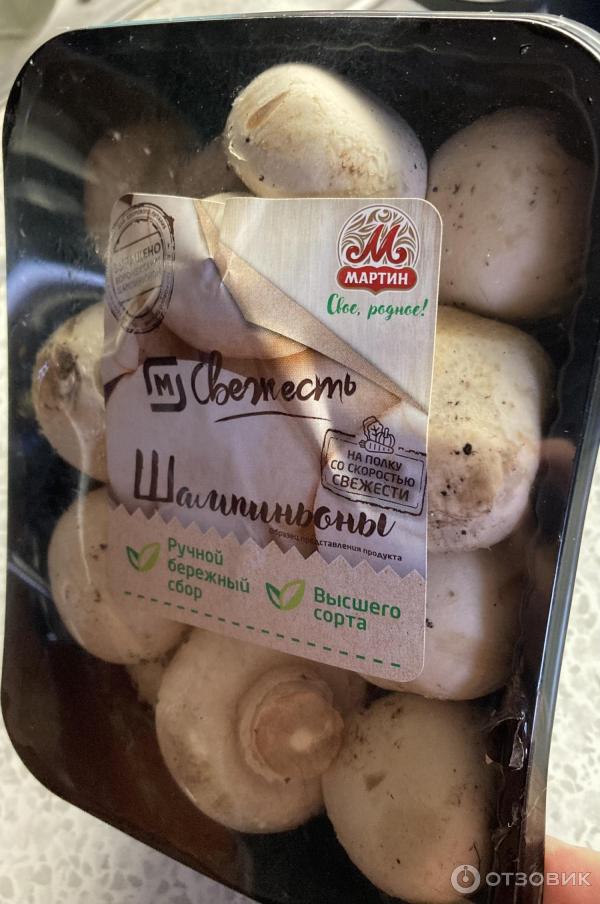 М
МАРТИН
Свое, родное!
М Свежесть
НА ПОЛКУ
СО СКОРОСТЬЮ
СВЕЖЕСТИ
Шампиньоны
образец представления продукта
Ручной
бережный
сбор
Высшего
сорта
ОТЗОВИК